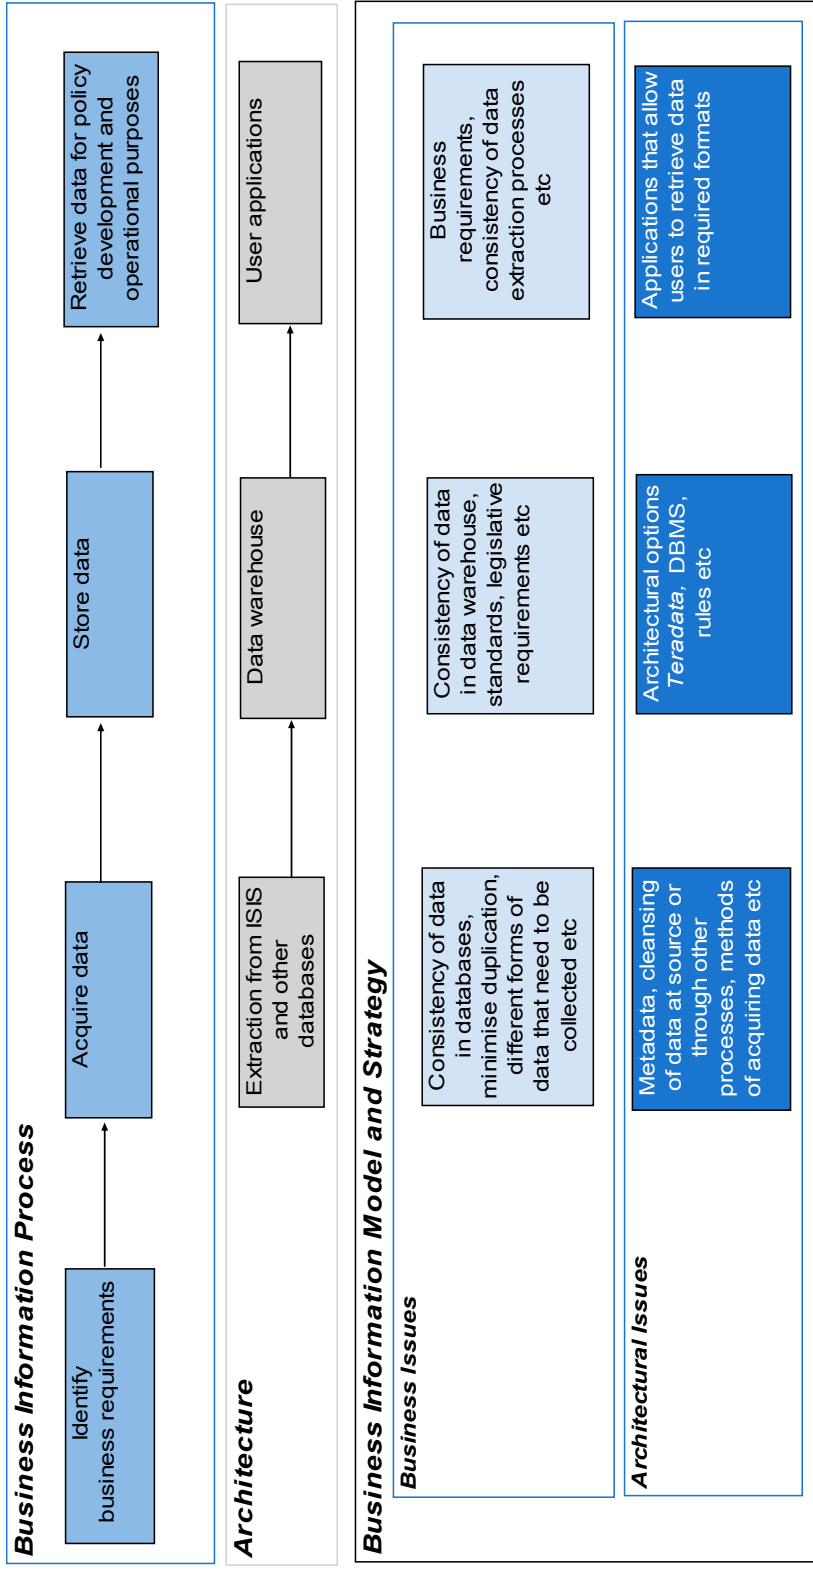 Business Information Process
Identify
business requirements
Acquire data
Store data
Retrieve data for policy
development and
operational purposes
Architecture
Extraction from ISIS
and other
databases
Data warehouse
User applications
Business Information Model and Strategy
Business Issues
Consistency of data
in databases,
minimise duplication,
different forms of
data that need to be
collected etc
Consistency of data
in data warehouse,
standards, legislative
requirements etc
Business
requirements,
consistency of data
extraction processes
etc
Architectural Issues
Metadata, cleansing
of data at source or
through other
processes, methods
of acquiring data etc
Architectural options
Teradata, DBMS,
rules etc
Applications that allow
users to retrieve data
in required formats